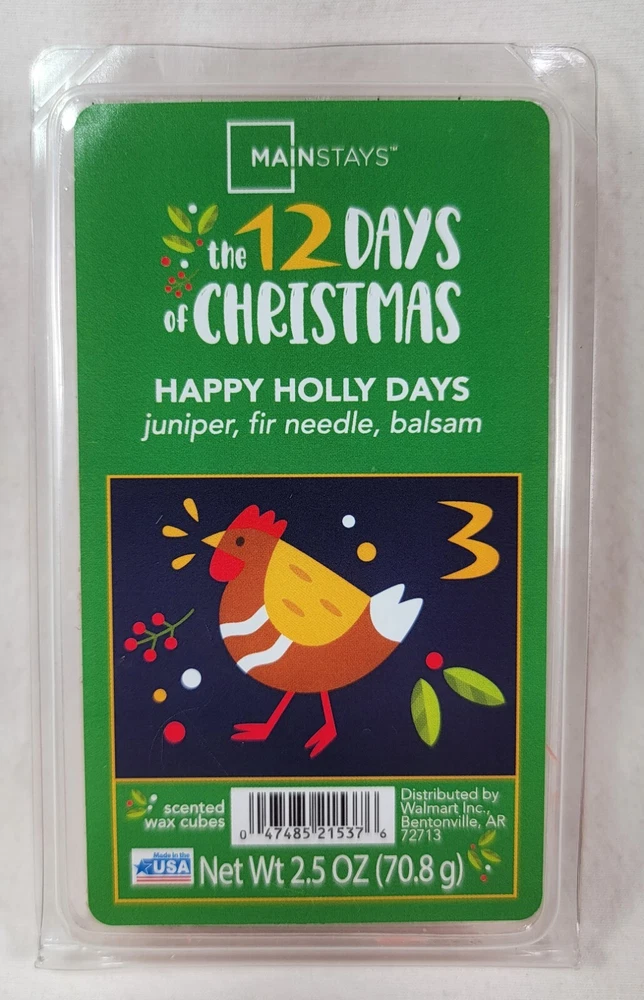 MAINSTAYS™
the 12 DAYS
of CHRISTMAS
HAPPY HOLLY DAYS
juniper, fir needle, balsam
3
scented
wax cubes
0 47485 21537 6
Distributed by
Walmart Inc.,
Bentonville, AR
72713
Made in the
USA
Net Wt 2.5 OZ (70.8 g)